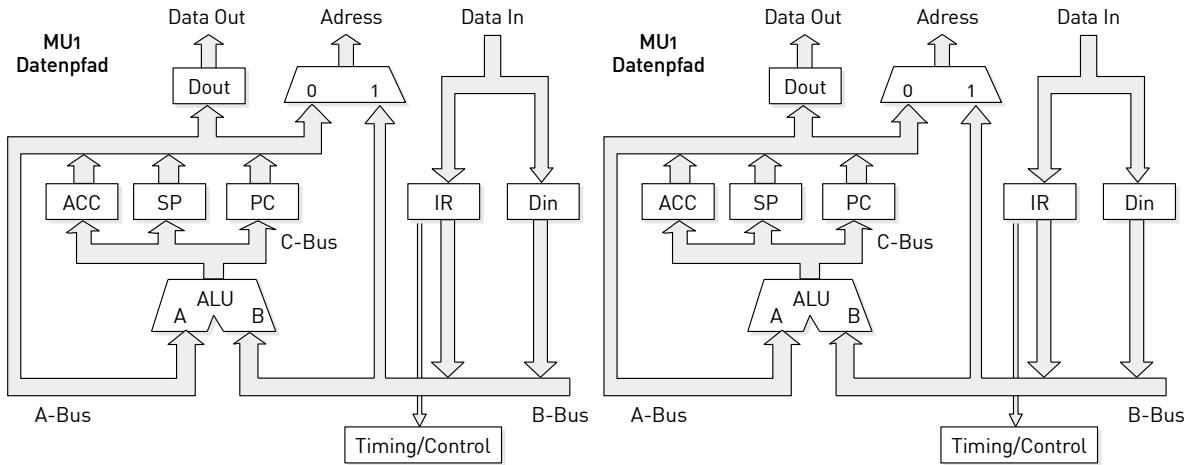 Data Out Adress Data In
MU1
Datenpfad
Dout
0 1
ACC SP PC IR Din
C-Bus
ALU
A B
A-Bus B-Bus
Timing/Control
Data Out Adress Data In
MU1
Datenpfad
Dout
0 1
ACC SP PC IR Din
C-Bus
ALU
A B
A-Bus B-Bus
Timing/Control